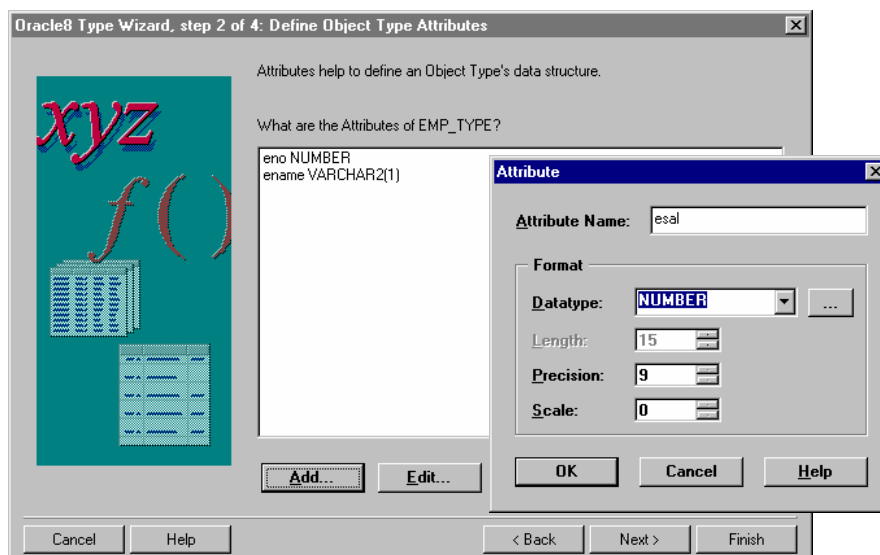 Oracle8 Type Wizard, step 2 of 4: Define Object Type Attributes
xyz
f ( )
Attributes help to define an Object Type's data structure.
What are the Attributes of EMP_TYPE?
eno NUMBER
ename VARCHAR2(1)
Add...
Edit...
Attribute
Attribute Name: esal
Format
Datatype: NUMBER ...
Length: 15
Precision: 9
Scale: 0
OK Cancel Help
Cancel Help < Back Next > Finish